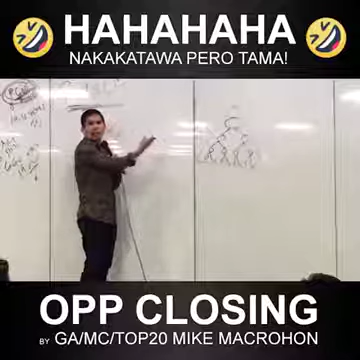 HAHAHAHA
NAKAKATAWA PERO TAMA!
OPP CLOSING
BY GA/MC/TOP20 MIKE MACROHON